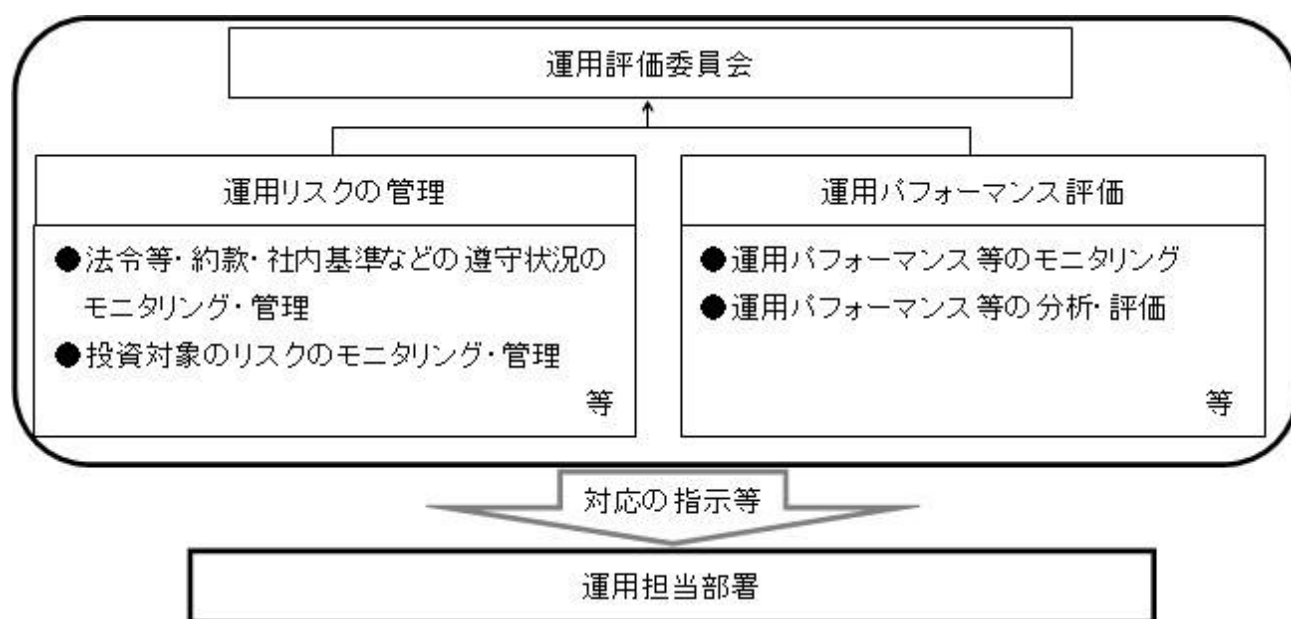 運用評価委員会
運用リスクの管理
●法令等・約款・社内基準などの遵守状況の
モニタリング・管理
●投資対象のリスクのモニタリング・管理
等
運用パフォーマンス評価
●運用パフォーマンス等のモニタリング
●運用パフォーマンス等の分析・評価
等
対応の指示等
運用担当部署